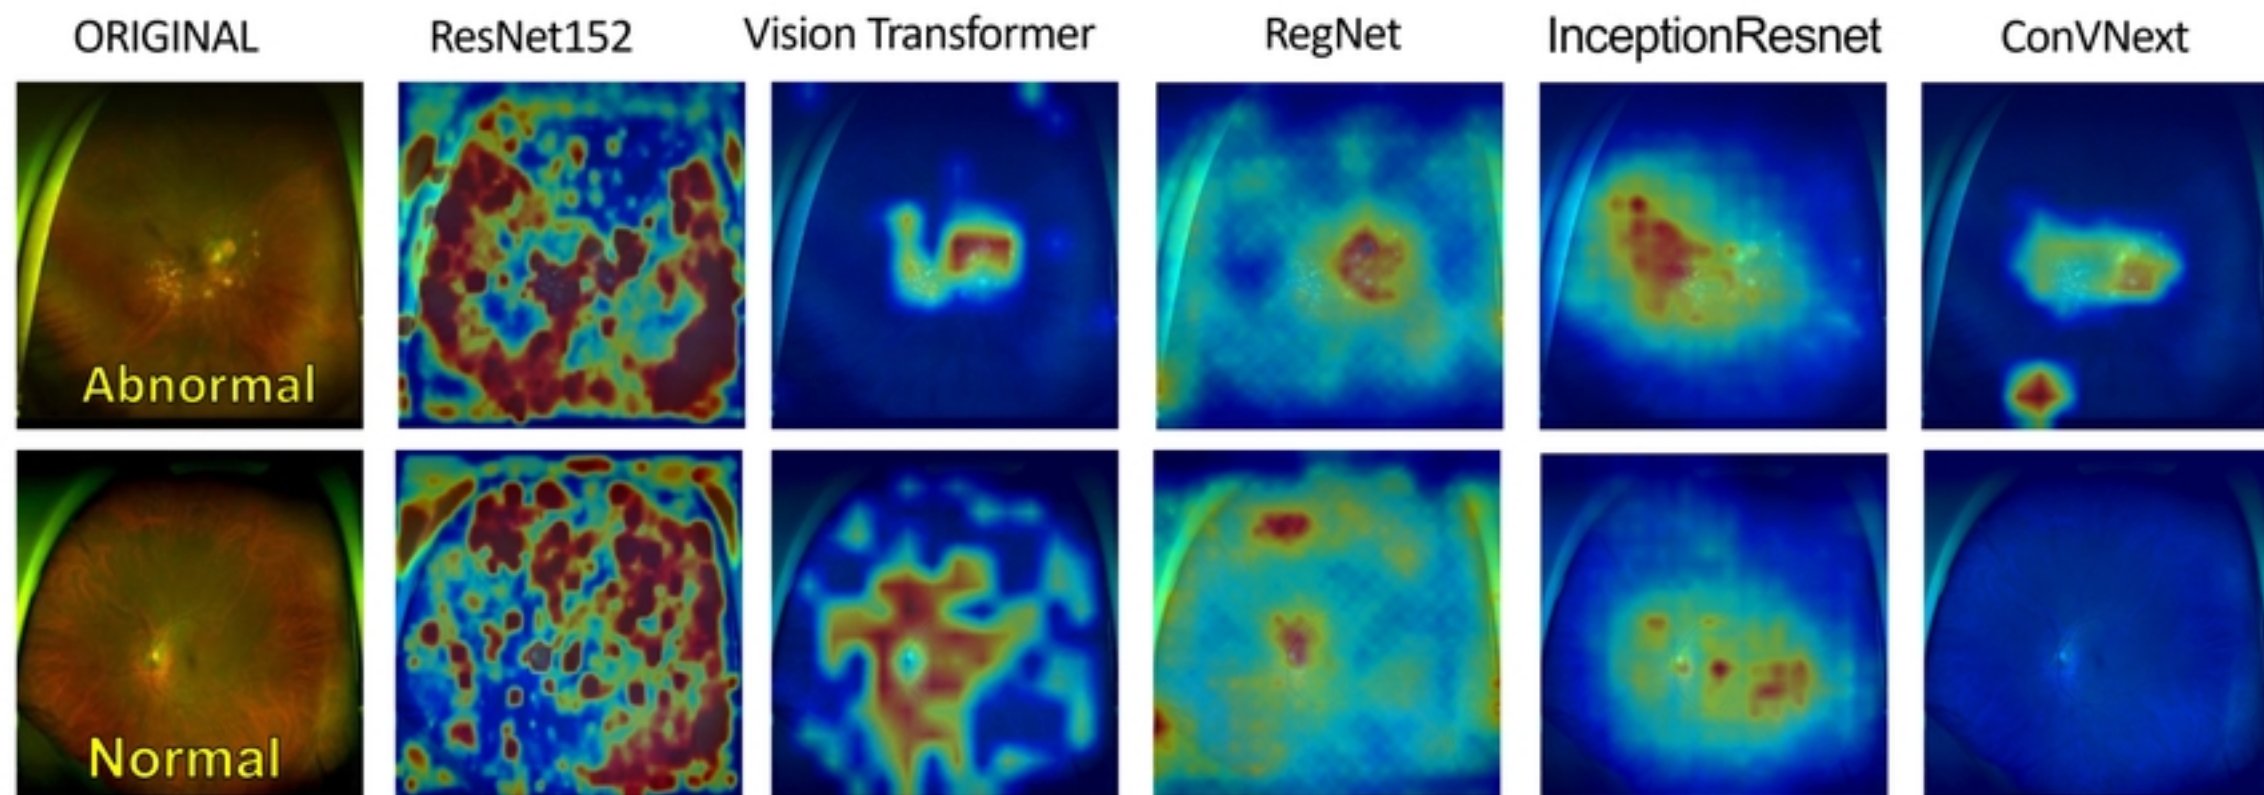 ORIGINAL ResNet152 Vision Transformer RegNet InceptionResnet ConVNext
Abnormal
Normal